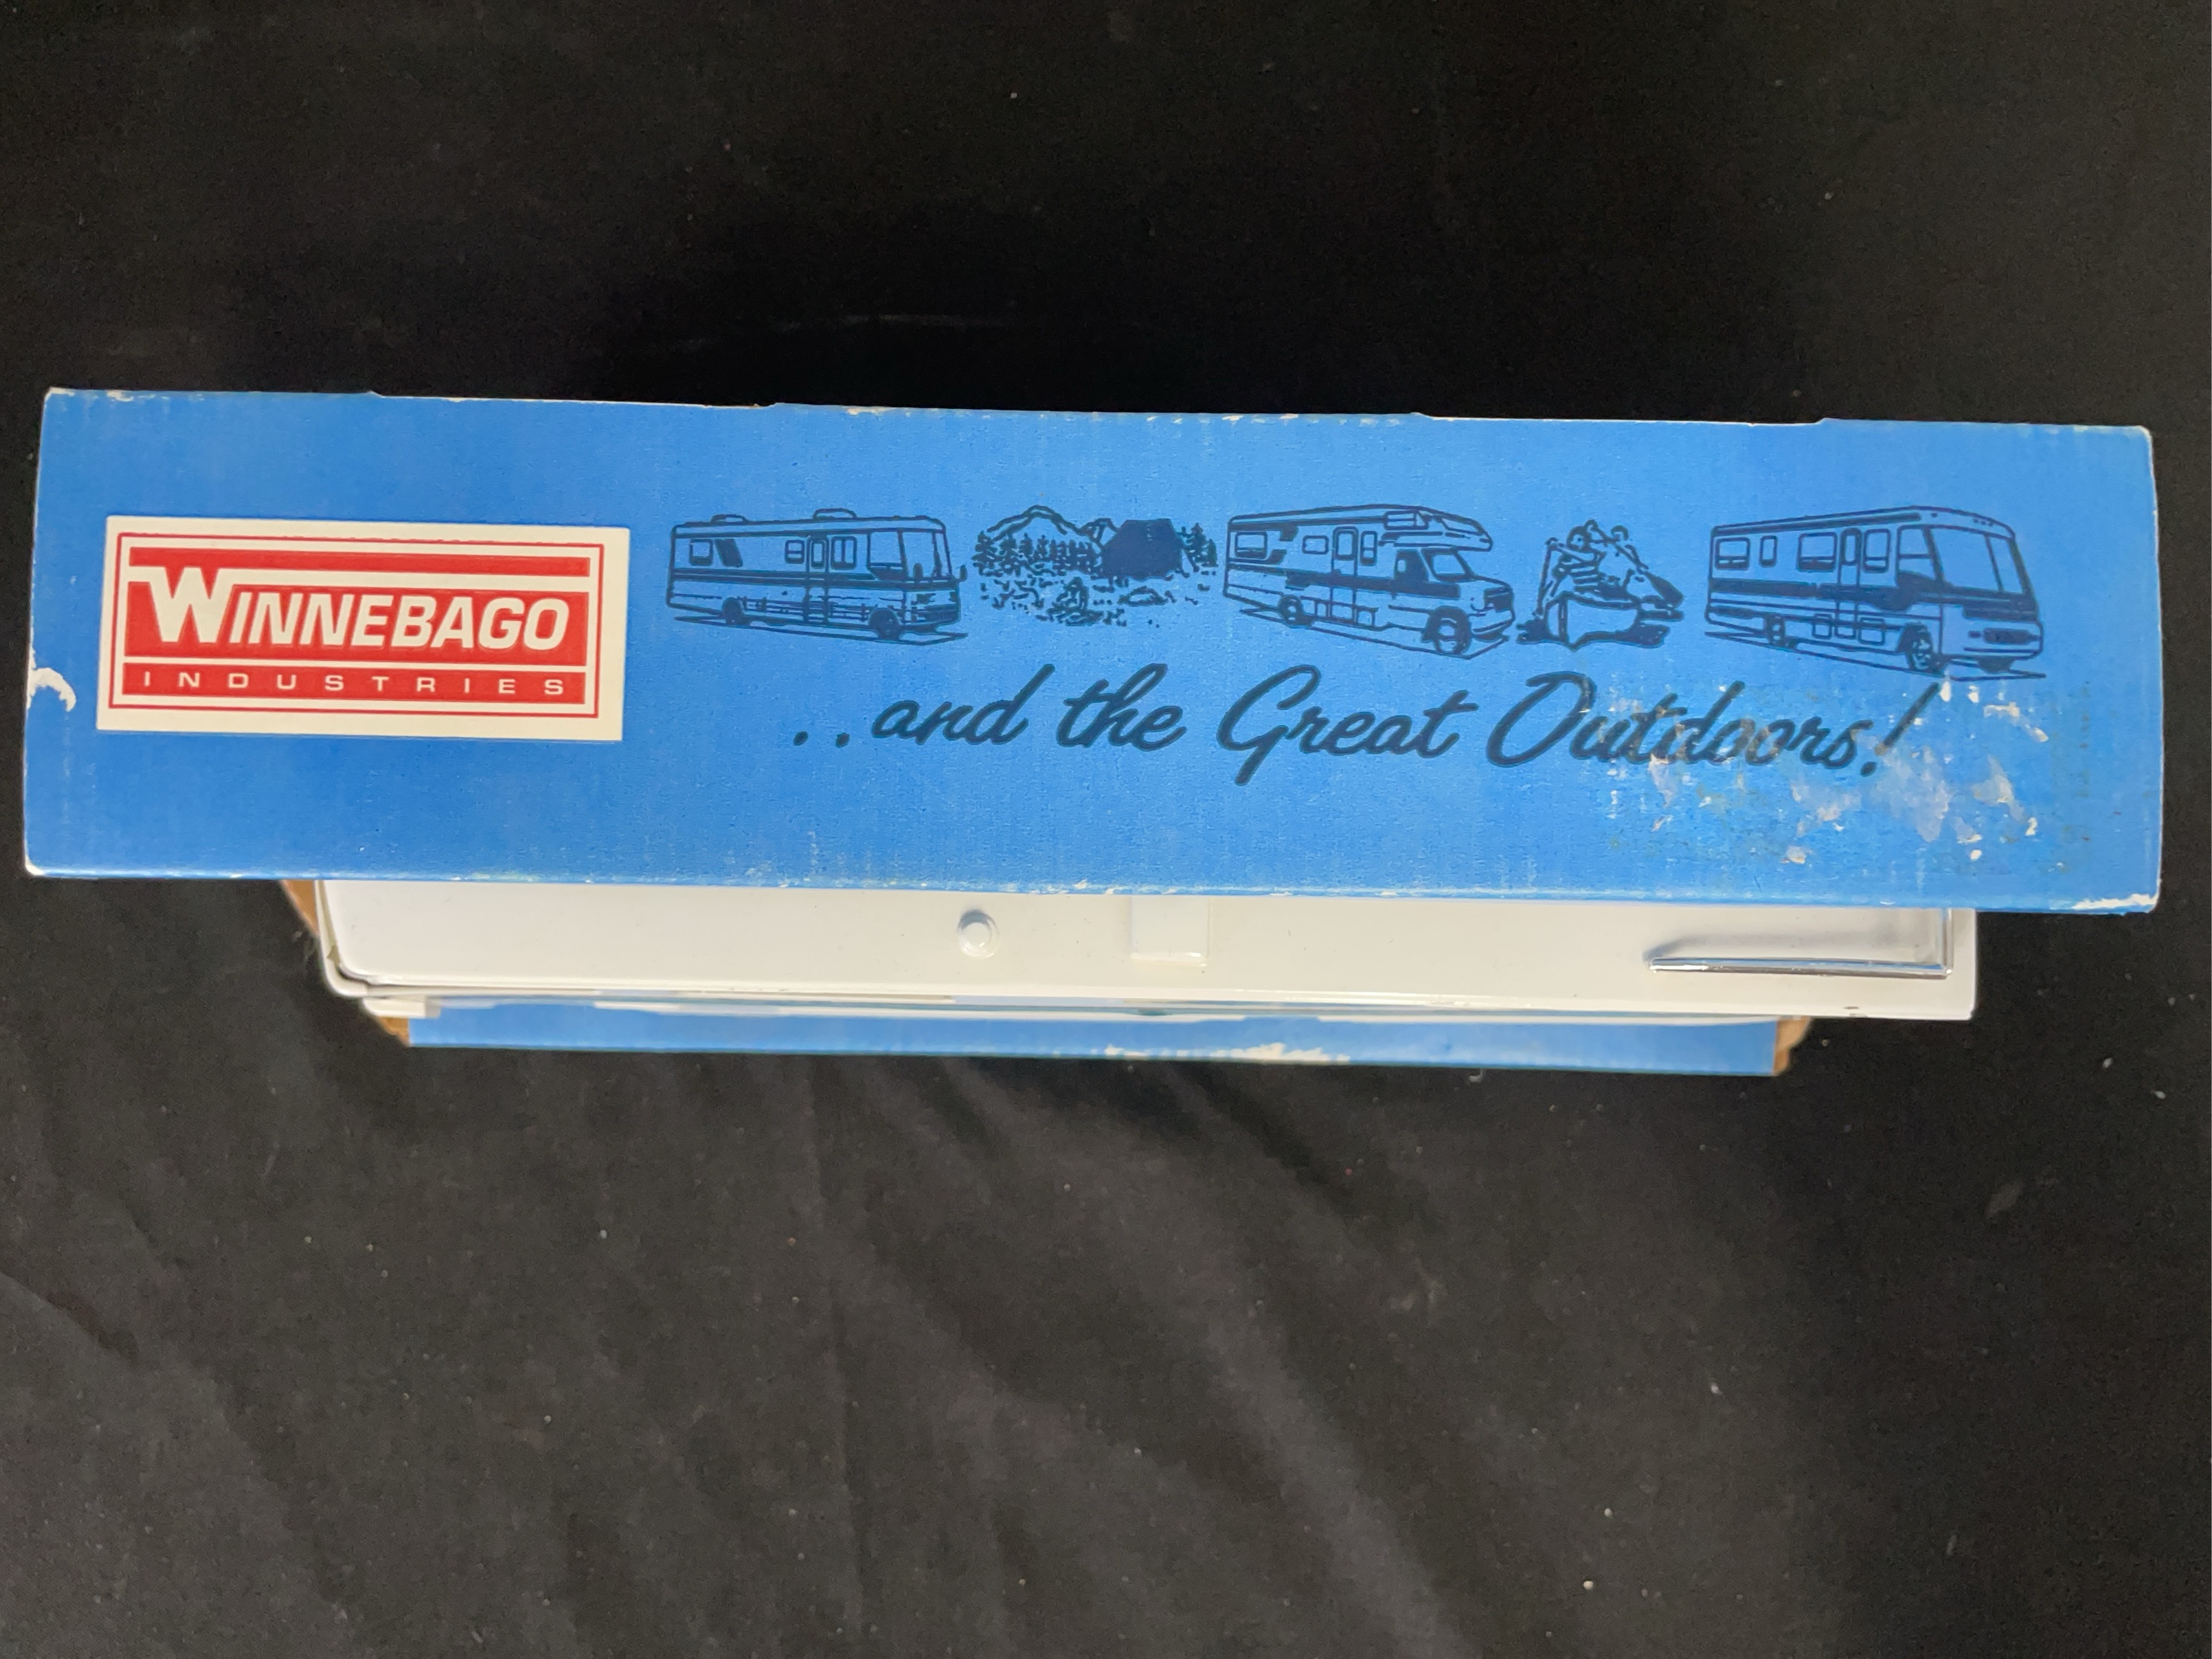 WINNEBAGO
INDUSTRIES
..and the Great Outdoors!